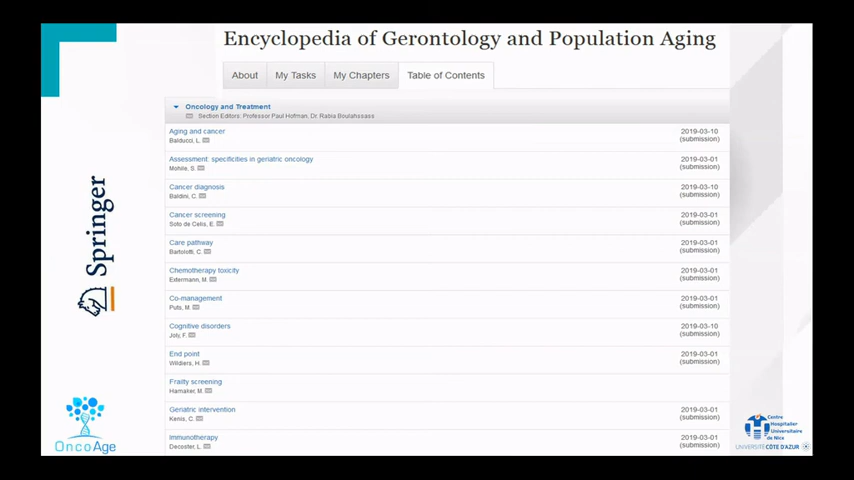 Encyclopedia of Gerontology and Population Aging
About
My Tasks
My Chapters
Table of Contents
Oncology and Treatment
Section Editors: Professor Paul Hofman, Dr. Rabia Boulahssass
Aging and cancer
Balducci, L.
2019-03-10
(submission)
Assessment: specificities in geriatric oncology
Mohile, S.
2019-03-01
(submission)
Cancer diagnosis
Baldini, C.
2019-03-10
(submission)
Cancer screening
Soto de Celis, E.
2019-03-01
(submission)
Care pathway
Bartolotti, C.
2019-03-01
(submission)
Chemotherapy toxicity
Extermann, M.
2019-03-01
(submission)
Co-management
Puts, M.
2019-03-01
(submission)
Cognitive disorders
Joly, F.
2019-03-10
(submission)
End point
Wildiers, H.
2019-03-01
(submission)
Frailty screening
Hamaker, M.
Geriatric intervention
Kenis, C.
2019-03-01
(submission)
Immunotherapy
Decoster, L.
2019-03-01
(submission)
Springer
OncoAge
Centre
Hospitalier
Universitaire
de Nice
UNIVERSITÉ CÔTE D'AZUR